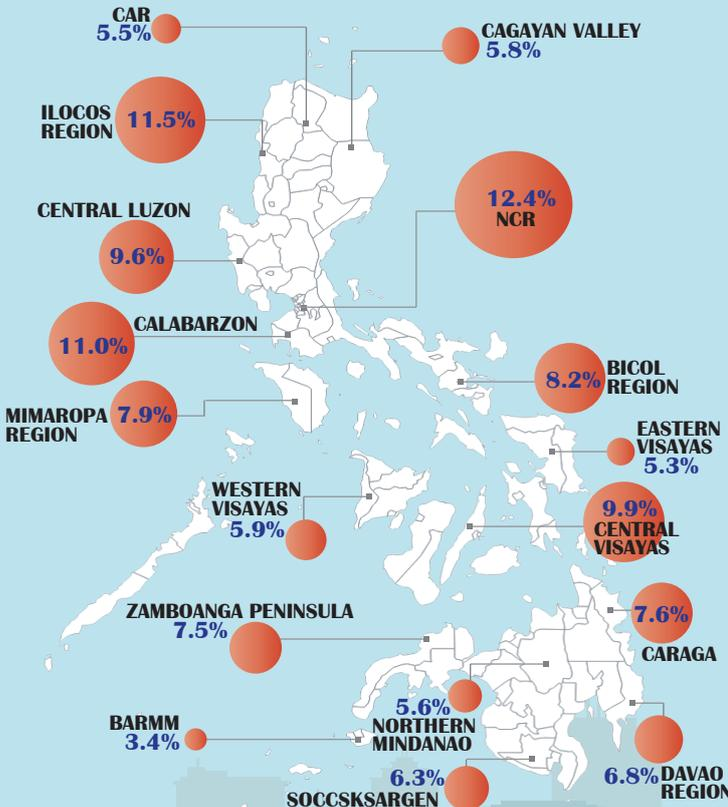 CAR
5.5%
CAGAYAN VALLEY
5.8%
ILOCOS
REGION
11.5%
12.4%
NCR
CENTRAL LUZON
9.6%
CALABARZON
11.0%
BICOL
REGION
8.2%
MIMAROPA
REGION
7.9%
EASTERN
VISAYAS
5.3%
WESTERN
VISAYAS
5.9%
9.9%
CENTRAL
VISAYAS
ZAMBOANGA PENINSULA
7.5%
7.6%
CARAGA
5.6%
NORTHERN
MINDANAO
BARMM
3.4%
6.3%
SOCCSKSARGEN
6.8%
DAVAO
REGION